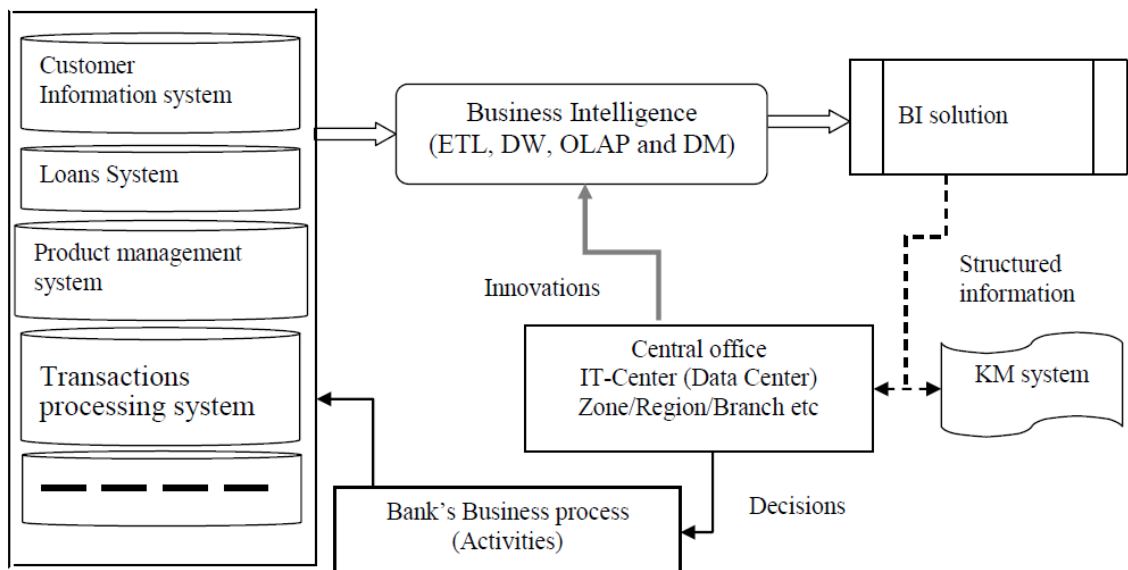 Customer
Information system
Loans System
Product management
system
Transactions
processing system
Business Intelligence
(ETL, DW, OLAP and DM)
BI solution
Innovations
Structured
information
Central office
IT-Center (Data Center)
Zone/Region/Branch etc
KM system
Decisions
Bank's Business process
(Activities)